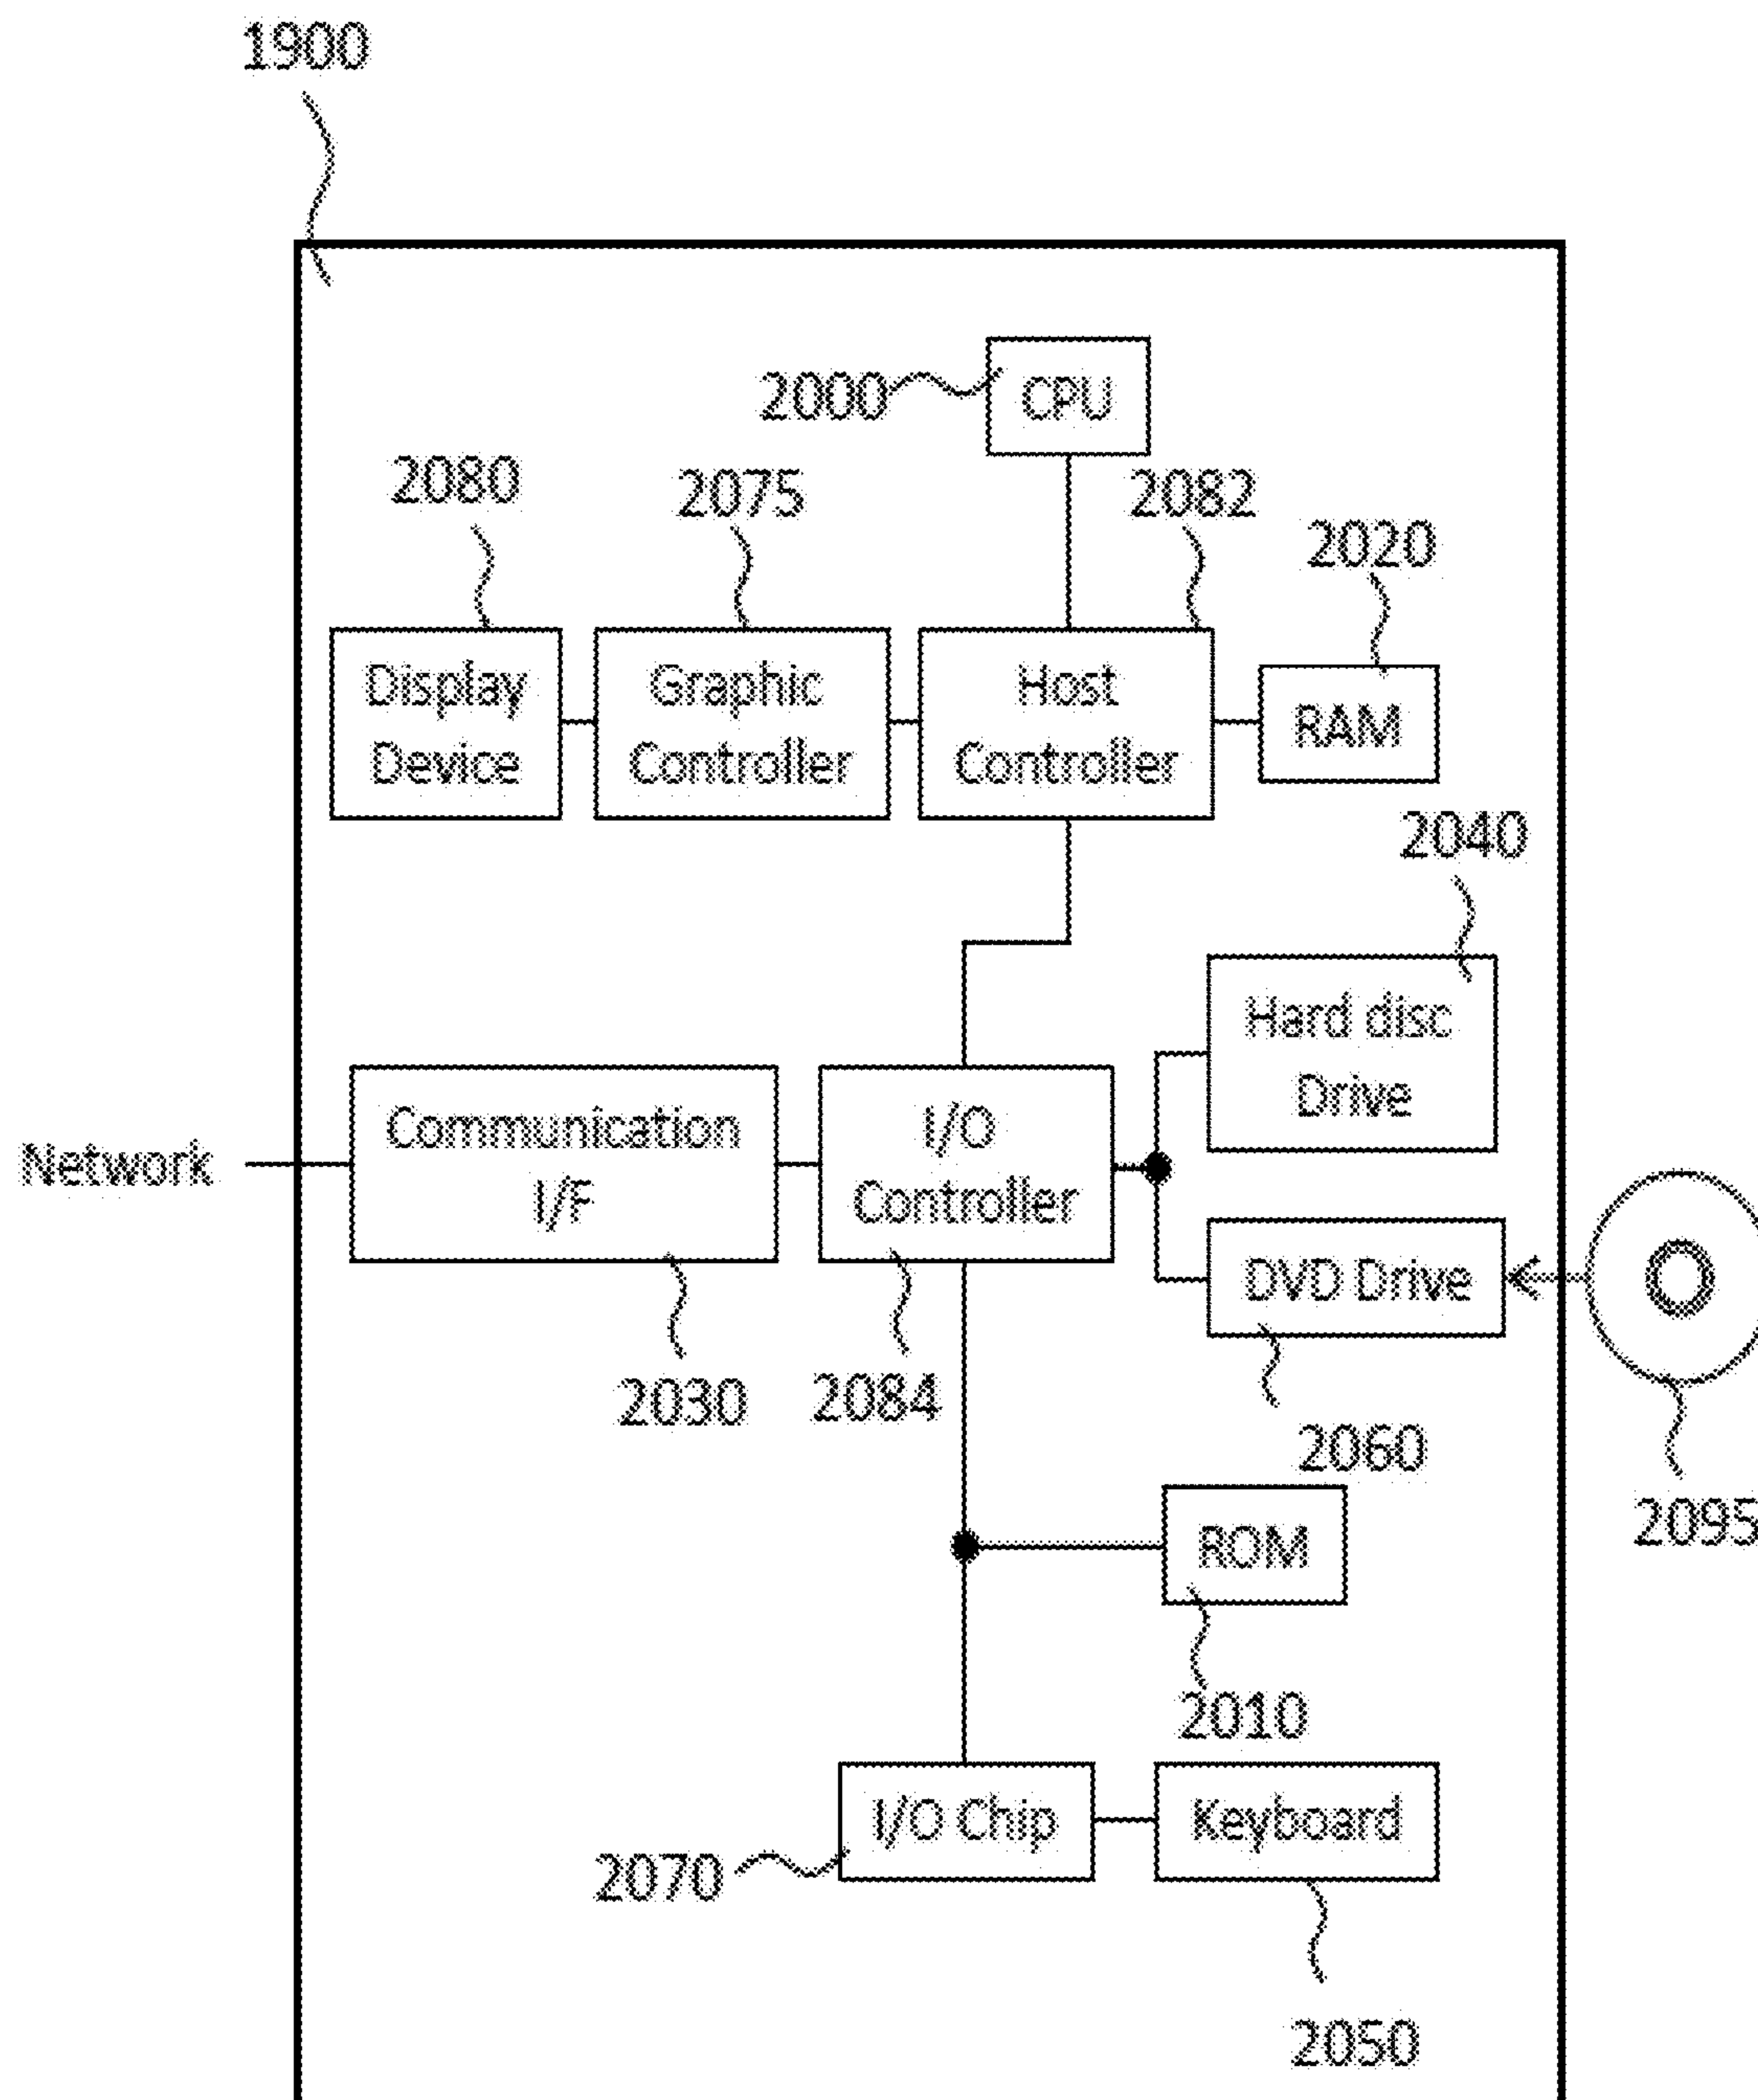 1900
2000
CPU
2080
2075
2082
2020
Display
Device
Graphic
Controller
Host
Controller
RAM
2040
Hard disc
Drive
Network
Communication
I/F
I/O
Controller
DVD Drive
2030
2084
2060
2095
ROM
2010
I/O Chip
Keyboard
2070
2050